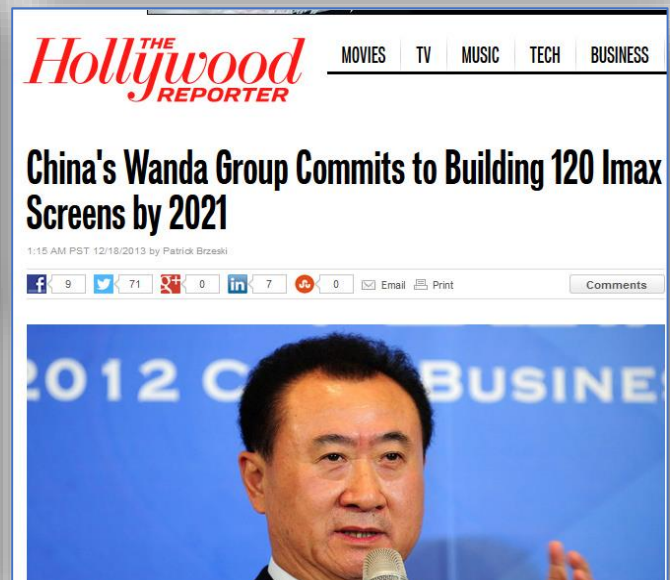 THE
Hollywood
REPORTER
MOVIES TV MUSIC TECH BUSINESS
China's Wanda Group Commits to Building 120 Imax
Screens by 2021
1:15 AM PST 12/18/2013 by Patrick Brzeski
f 9 71 g+ 0 in 7 0 Email Print Comments
2012 C BUSINE